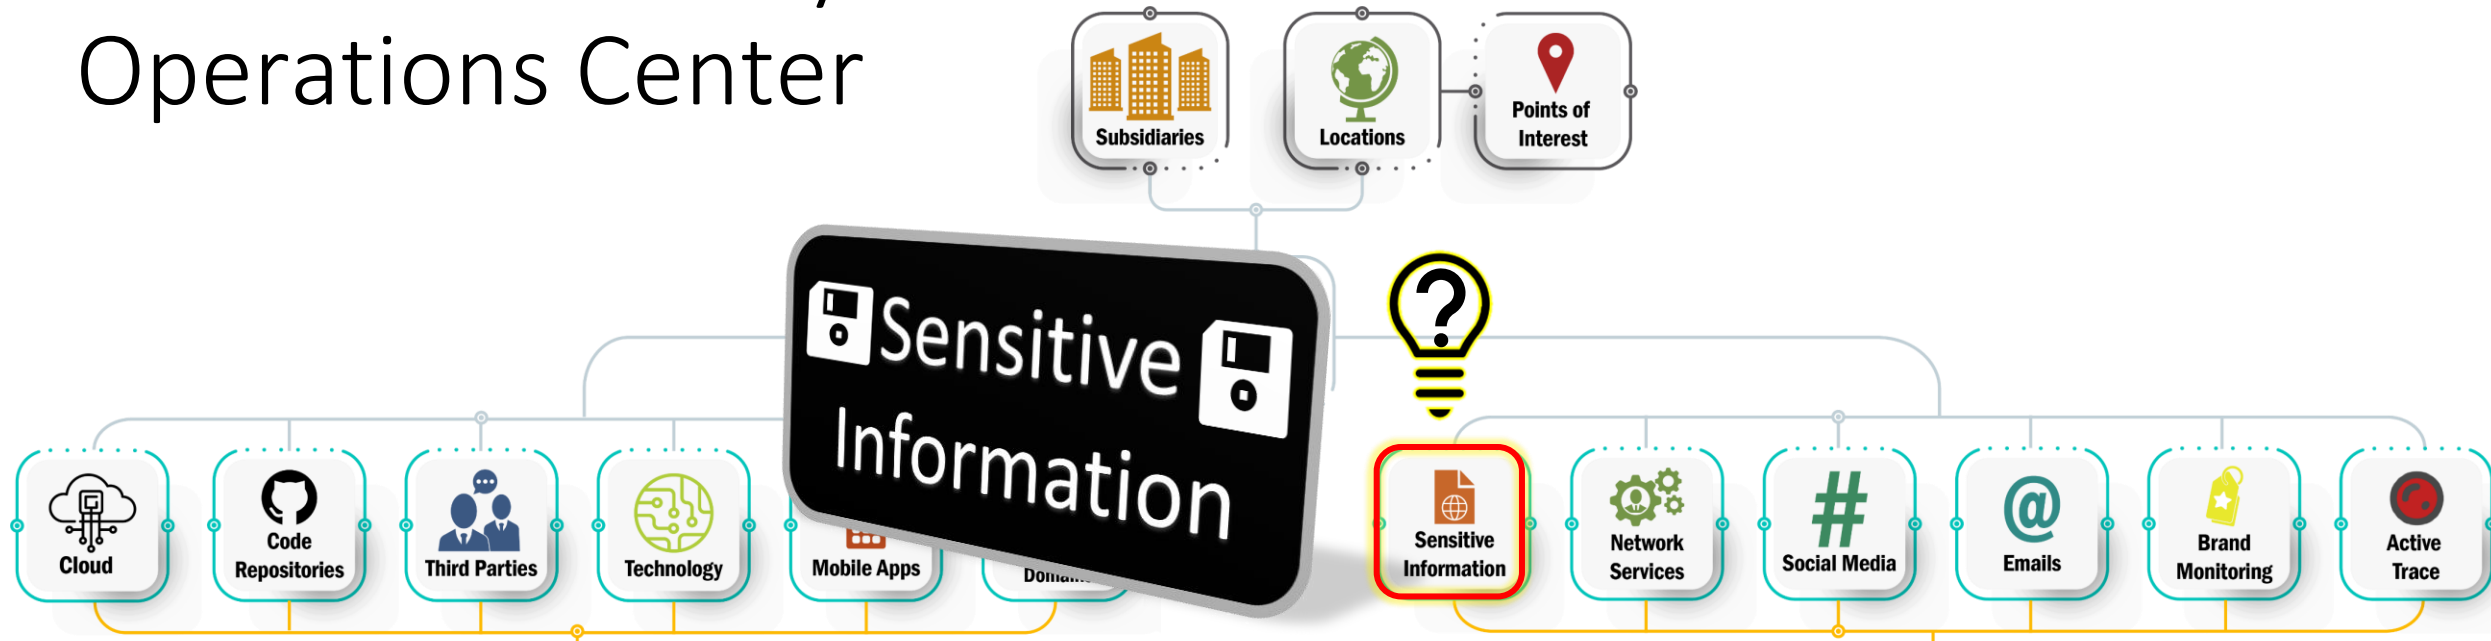 Operations Center
Subsidiaries
Locations
Points of
Interest
?
Sensitive
Information
Cloud
Code
Repositories
Third Parties
Technology
Mobile Apps
Sensitive
Information
Network
Services
#
Social Media
@
Emails
Brand
Monitoring
Active
Trace